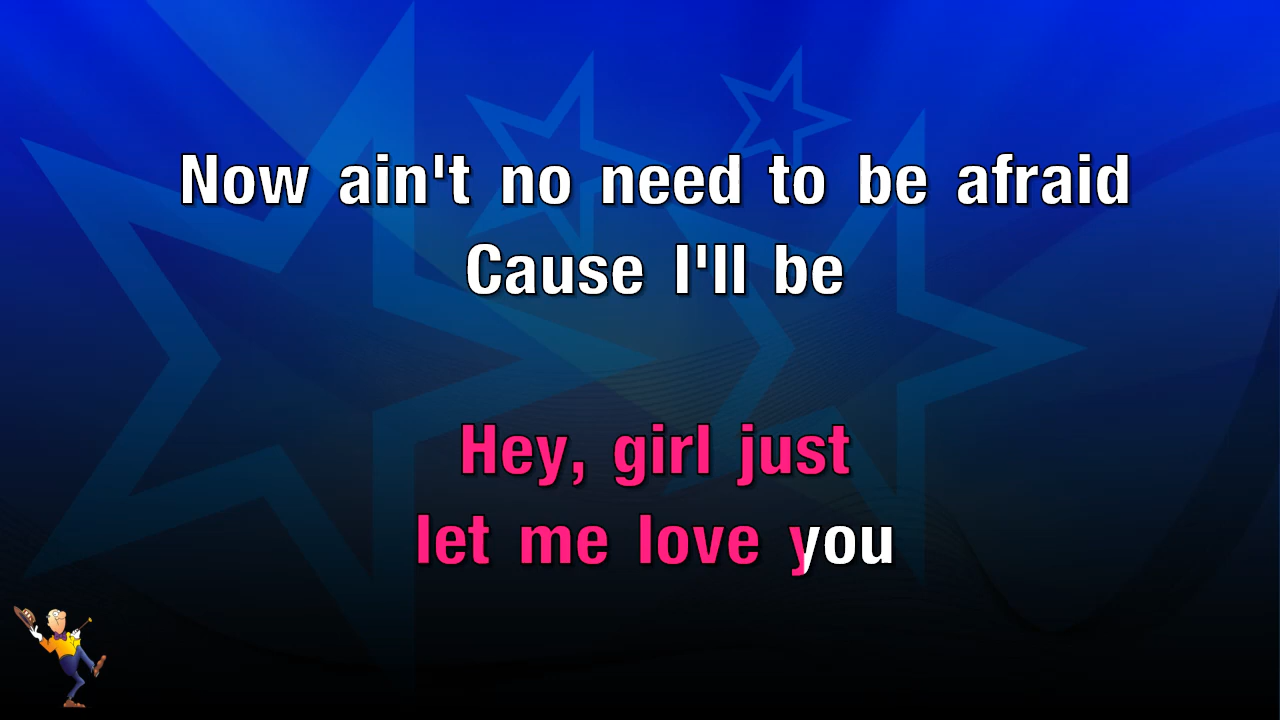 Now ain't no need to be afraid
Cause I'll be
Hey, girl just
let me love you